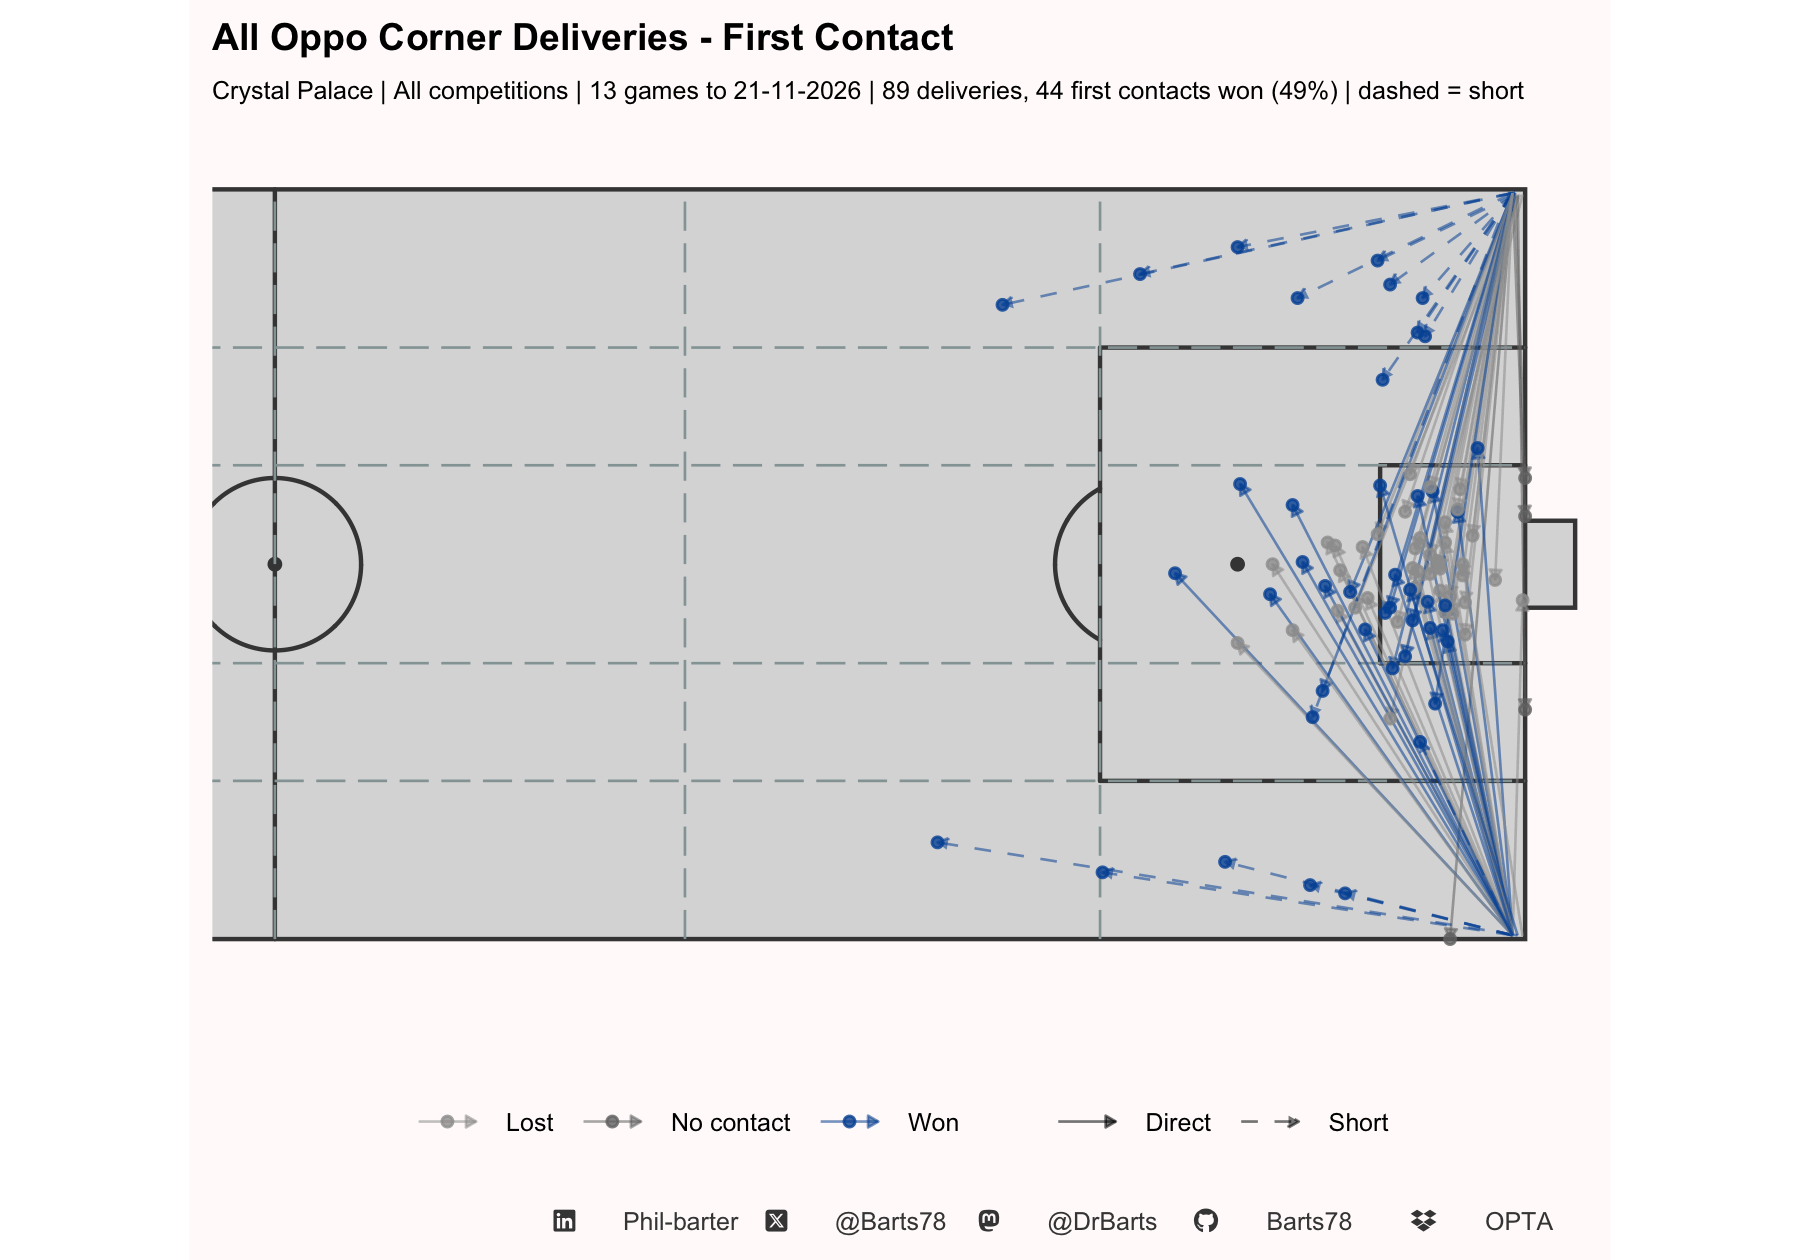 All Oppo Corner Deliveries - First Contact
Crystal Palace | All competitions | 13 games to 21-11-2026 | 89 deliveries, 44 first contacts won (49%) | dashed = short
Lost No contact Won Direct Short
Phil-barter @Barts78 @DrBarts Barts78 OPTA